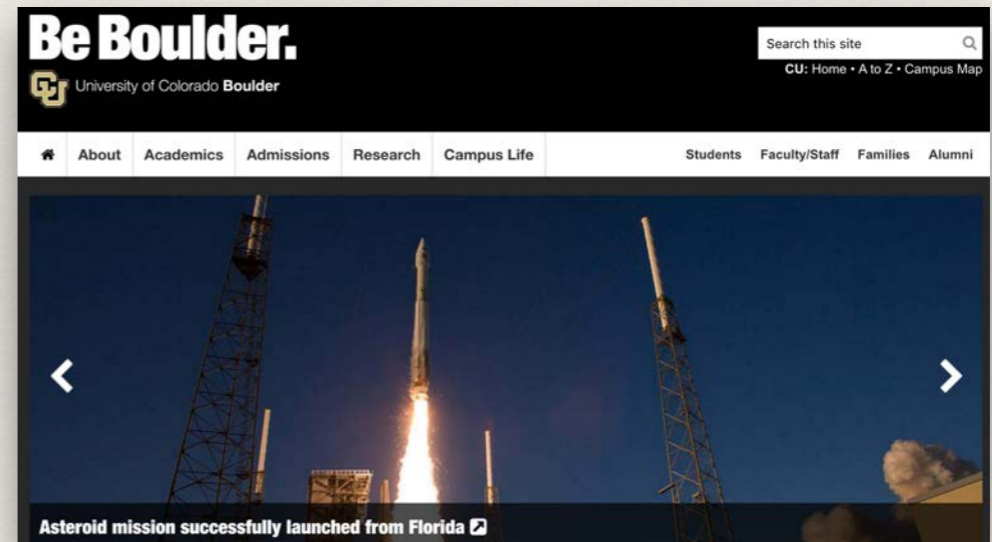 Be Boulder.
Search this site
CU: Home • A to Z • Campus Map
CU University of Colorado Boulder
About Academics Admissions Research Campus Life Students Faculty/Staff Families Alumni
Asteroid mission successfully launched from Florida